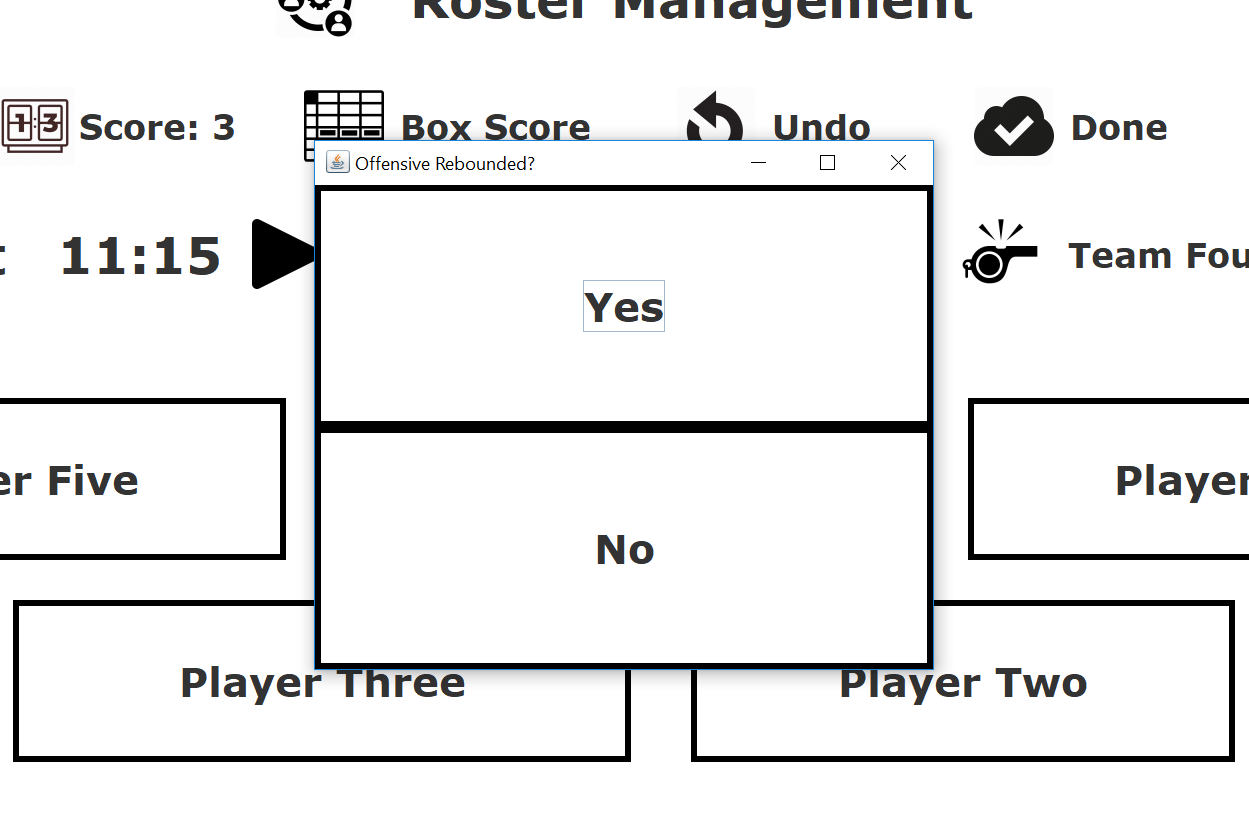 Roster Management
1:3 Score: 3
Box Score
Undo
Done
Offensive Rebounded?
11:15
Team Fou
Yes
er Five
Player
No
Player Three
Player Two